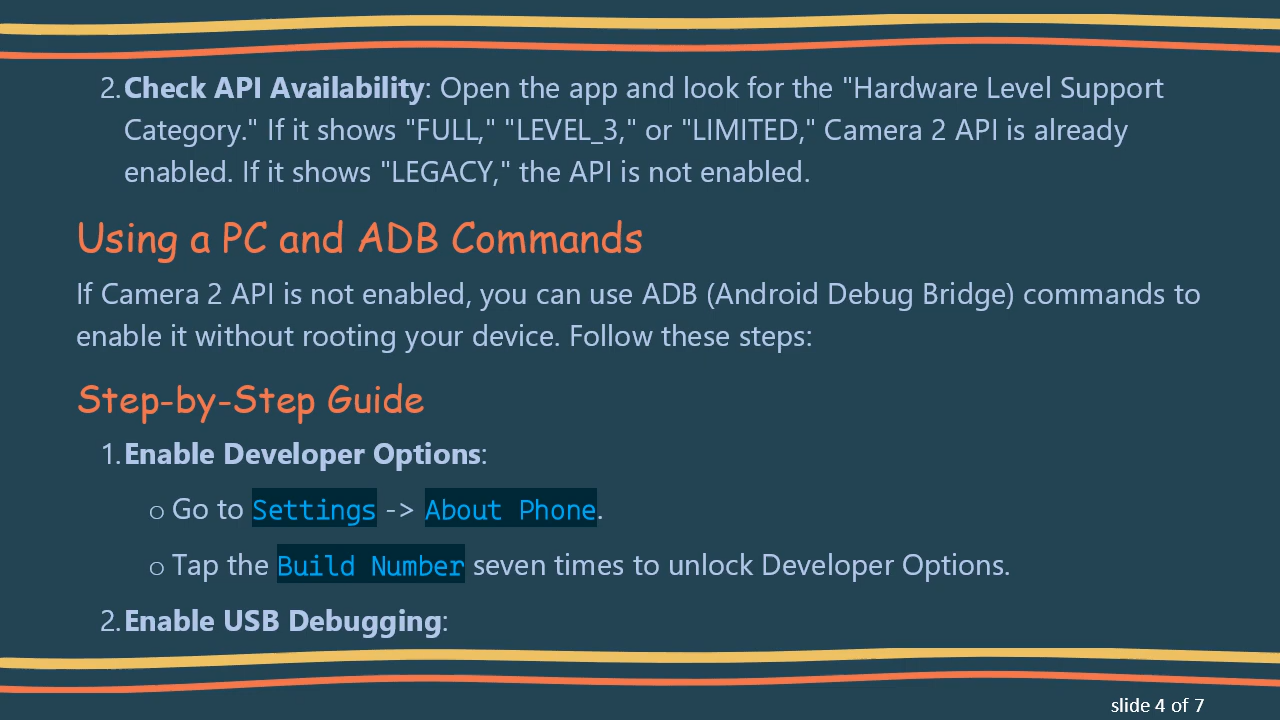 2. Check API Availability: Open the app and look for the "Hardware Level Support
Category." If it shows "FULL," "LEVEL_3," or "LIMITED," Camera 2 API is already
enabled. If it shows "LEGACY," the API is not enabled.
Using a PC and ADB Commands
If Camera 2 API is not enabled, you can use ADB (Android Debug Bridge) commands to
enable it without rooting your device. Follow these steps:
Step-by-Step Guide
1. Enable Developer Options:
o Go to Settings -> About Phone.
o Tap the Build Number seven times to unlock Developer Options.
2. Enable USB Debugging:
slide 4 of 7